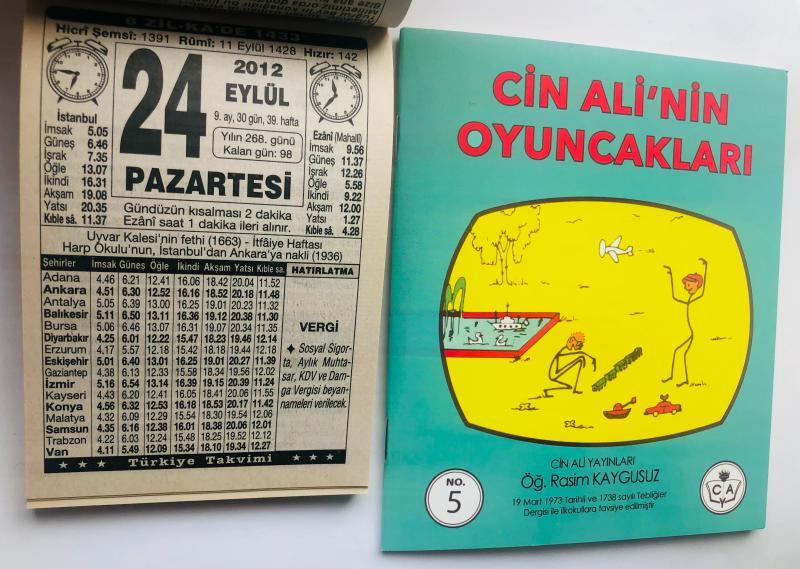 6 ZİL-KA'DE 1433
Hicrî Şemsî: 1391 Rûmî: 11 Eylül 1428 Hızır: 142
24
2012
EYLÜL
9. ay, 30 gün, 39. hafta
Yılın 268. günü
Kalan gün: 98
PAZARTESİ
İstanbul
İmsak 5.05
Güneş 6.46
İşrak 7.35
Öğle 13.07
İkindi 16.31
Akşam 19.08
Yatsı 20.35
Kıble sâ. 11.37
Ezânî (Mahallî)
İmsak 9.56
Güneş 11.37
İşrak 12.26
Öğle 5.58
İkindi 9.22
Akşam 12.00
Yatsı 1.27
Kıble sâ. 4.28
Gündüzün kısalması 2 dakika
Ezânî saat 1 dakika ileri alınır.
Uyvar Kalesi'nin fethi (1663) - İtfâiye Haftası
Harp Okulu'nun, İstanbul'dan Ankara'ya nakli (1936)
Şehirler İmsak Güneş Öğle İkindi Akşam Yatsı Kıble sa.
Adana 4.46 6.21 12.41 16.06 18.42 20.04 11.52
Ankara 4.51 6.30 12.52 16.16 18.52 20.18 11.48
Antalya 5.05 6.39 13.00 16.25 19.01 20.23 11.32
Balıkesir 5.11 6.50 13.11 16.36 19.12 20.38 11.30
Bursa 5.06 6.46 13.07 16.31 19.07 20.34 11.35
Diyarbakır 4.25 6.01 12.22 15.47 18.23 19.46 12.14
Erzurum 4.17 5.57 12.18 15.42 18.18 19.44 12.18
Eskişehir 5.01 6.40 13.01 16.25 19.01 20.27 11.39
Gaziantep 4.38 6.13 12.33 15.58 18.34 19.56 12.02
İzmir 5.16 6.54 13.14 16.39 19.15 20.39 11.24
Kayseri 4.43 6.20 12.41 16.05 18.41 20.06 11.55
Konya 4.56 6.32 12.53 16.18 18.53 20.17 11.42
Malatya 4.32 6.09 12.29 15.54 18.30 19.54 12.06
Samsun 4.35 6.16 12.38 16.01 18.38 20.06 12.01
Trabzon 4.22 6.03 12.24 15.48 18.25 19.52 12.12
Van 4.11 5.49 12.09 15.34 18.10 19.34 12.27
HATIRLATMA
VERGİ
✦ Sosyal Sigor-
ta, Aylık Muhta-
sar, KDV ve Dam-
ga Vergisi beyan-
nameleri verilecek.
★ ★ ★ Türkiye Takvimi ★ ★ ★
CİN ALİ'NİN
OYUNCAKLARI
CİN ALİ YAYINLARI
Öğ. Rasim KAYGUSUZ
19 Mart 1973 Tarihli ve 1738 sayılı Tebliğler
Dergisi ile ilkokullara tavsiye edilmiştir.
NO.
5
C A